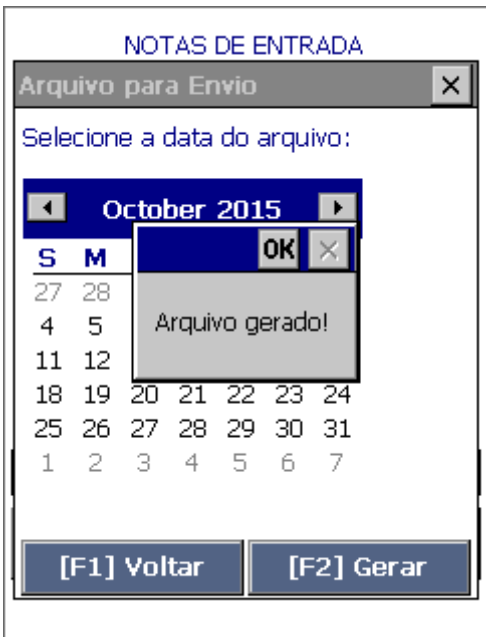 NOTAS DE ENTRADA
Arquivo para Envio
Selecione a data do arquivo:
October 2015
OK
S M
27 28
4 5
Arquivo gerado!
11 12
18 19 20 21 22 23 24
25 26 27 28 29 30 31
1 2 3 4 5 6 7
[F1] Voltar [F2] Gerar